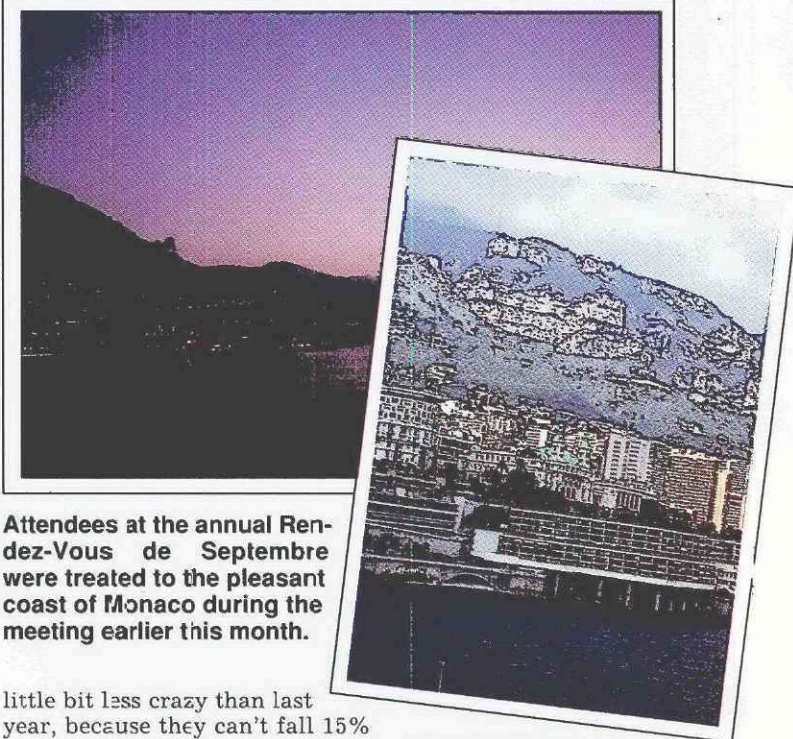 Attendees at the annual Ren-
dez-Vous de Septembre
were treated to the pleasant
coast of Monaco during the
meeting earlier this month.
little bit less crazy than last
year, because they can't fall 15%